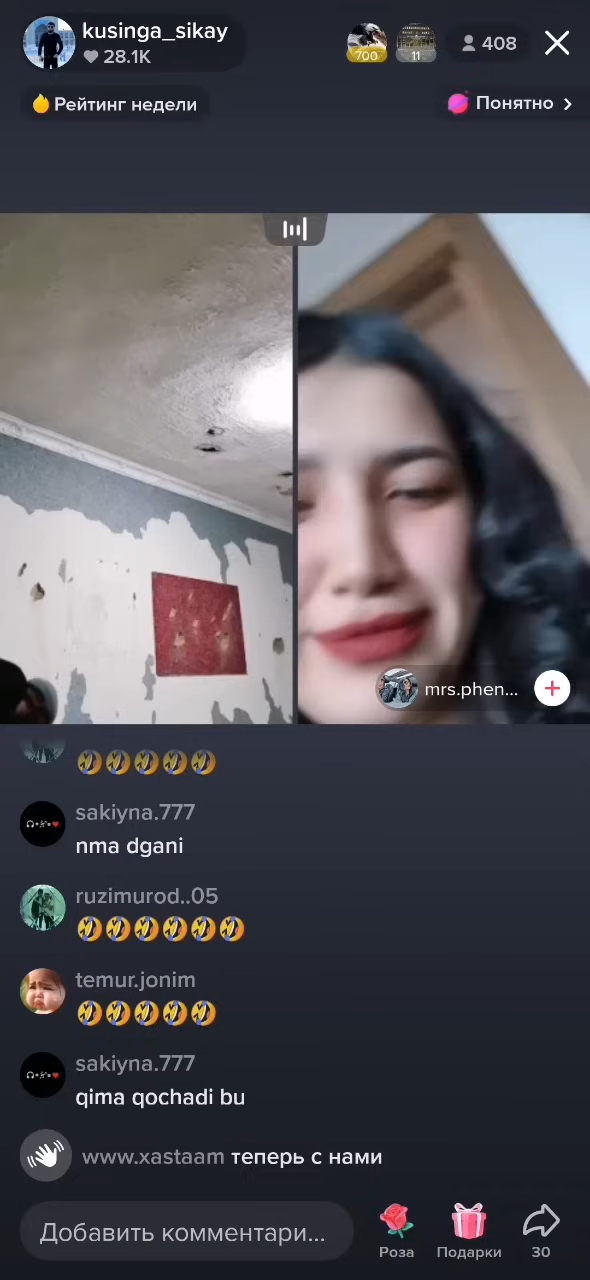 kusinga_sikay
28.1K
700
11
408
Рейтинг недели
Понятно
mrs.phen...
sakiyna.777
nma dgani
ruzimurod..05
temur.jonim
sakiyna.777
qima qochadi bu
www.xastaam теперь с нами
Добавить комментари...
Роза
Подарки
30